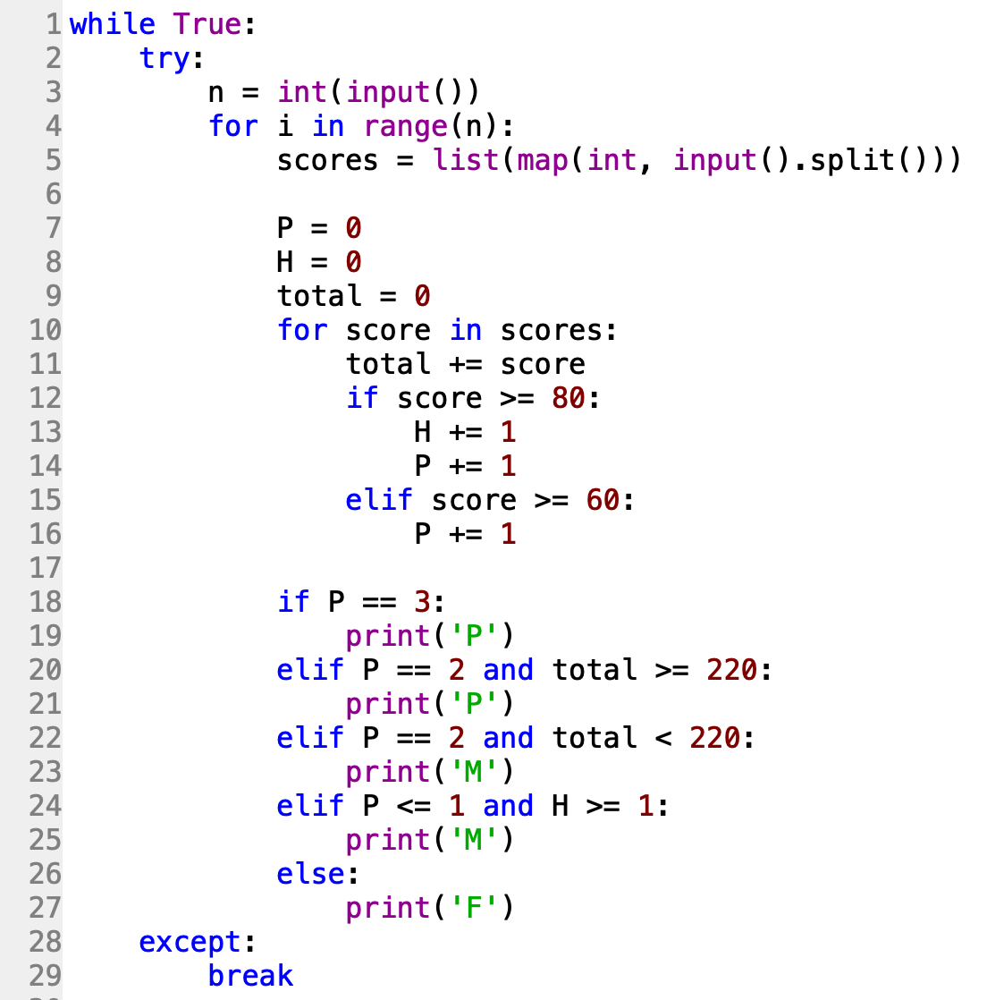 1 while True:
2     try:
3         n = int(input())
4         for i in range(n):
5             scores = list(map(int, input().split()))
6
7             P = 0
8             H = 0
9             total = 0
10             for score in scores:
11                 total += score
12                 if score >= 80:
13                     H += 1
14                     P += 1
15                 elif score >= 60:
16                     P += 1
17
18             if P == 3:
19                 print('P')
20             elif P == 2 and total >= 220:
21                 print('P')
22             elif P == 2 and total < 220:
23                 print('M')
24             elif P <= 1 and H >= 1:
25                 print('M')
26             else:
27                 print('F')
28     except:
29         break